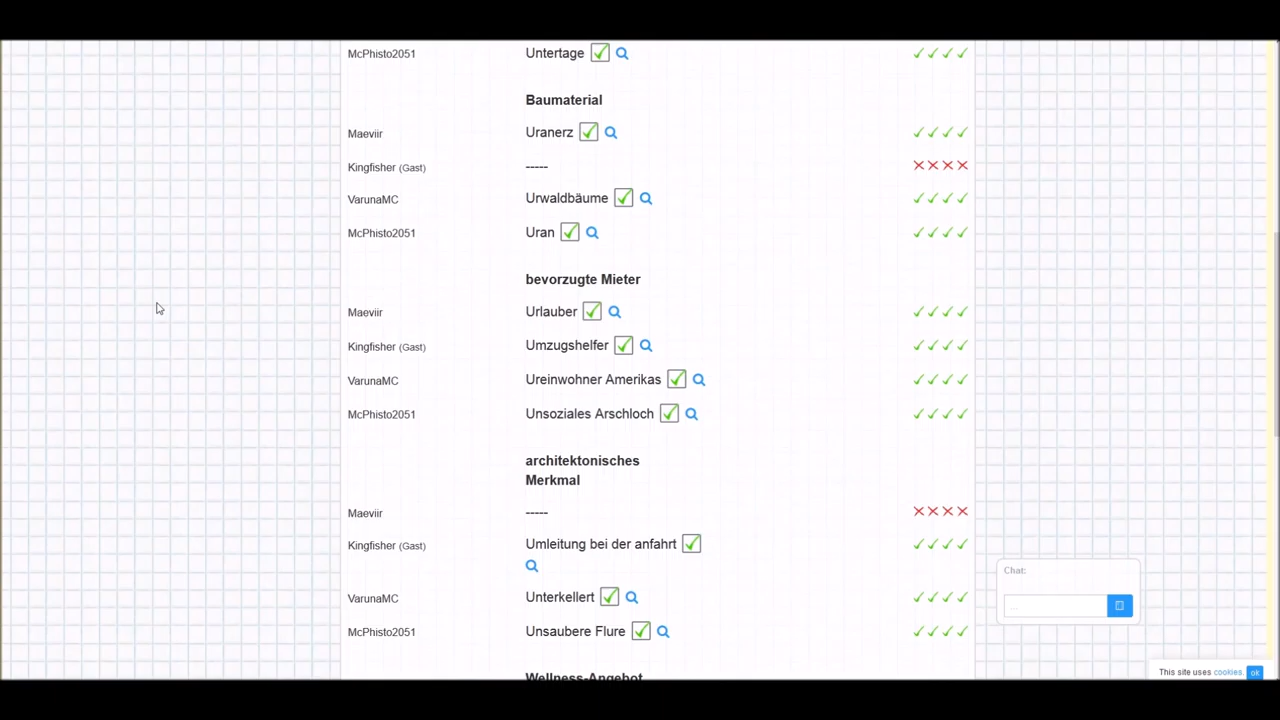 McPhisto2051 Untertage
Baumaterial
Maeviir Uranerz
Kingfisher (Gast) -----
VarunaMC Urwaldbäume
McPhisto2051 Uran
bevorzugte Mieter
Maeviir Urlauber
Kingfisher (Gast) Umzugshelfer
VarunaMC Ureinwohner Amerikas
McPhisto2051 Unsoziales Arschloch
architektonisches
Merkmal
Maeviir -----
Kingfisher (Gast) Umleitung bei der anfahrt
VarunaMC Unterkellert
McPhisto2051 Unsaubere Flure
Chat:
...
Wellness-Angebot
This site uses cookies. ok